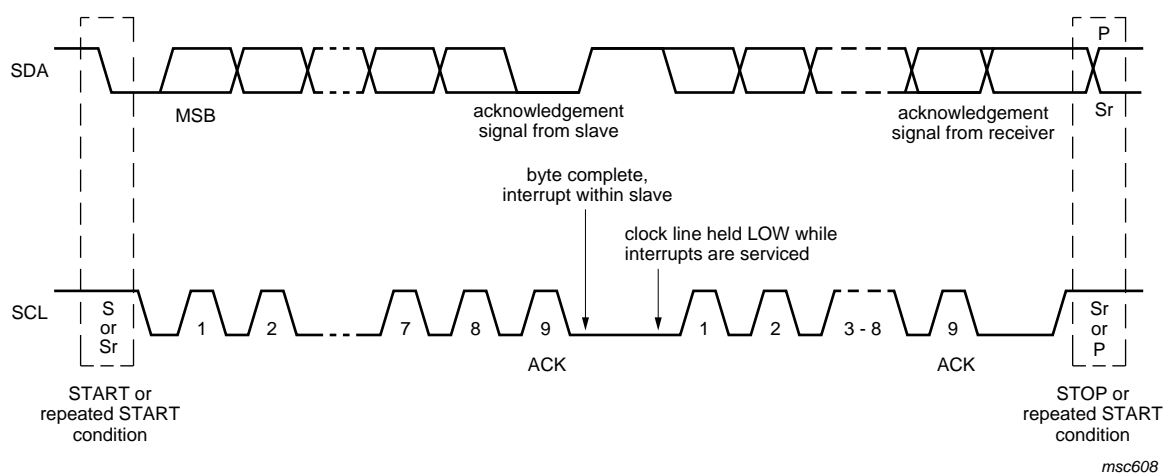 P
SDA
MSB
acknowledgement
signal from slave
acknowledgement
signal from receiver
Sr
byte complete,
interrupt within slave
clock line held LOW while
interrupts are serviced
SCL
S
or
Sr
1
2
7
8
9
1
2
3 - 8
9
Sr
or
P
ACK
ACK
START or
repeated START
condition
STOP or
repeated START
condition
msc608